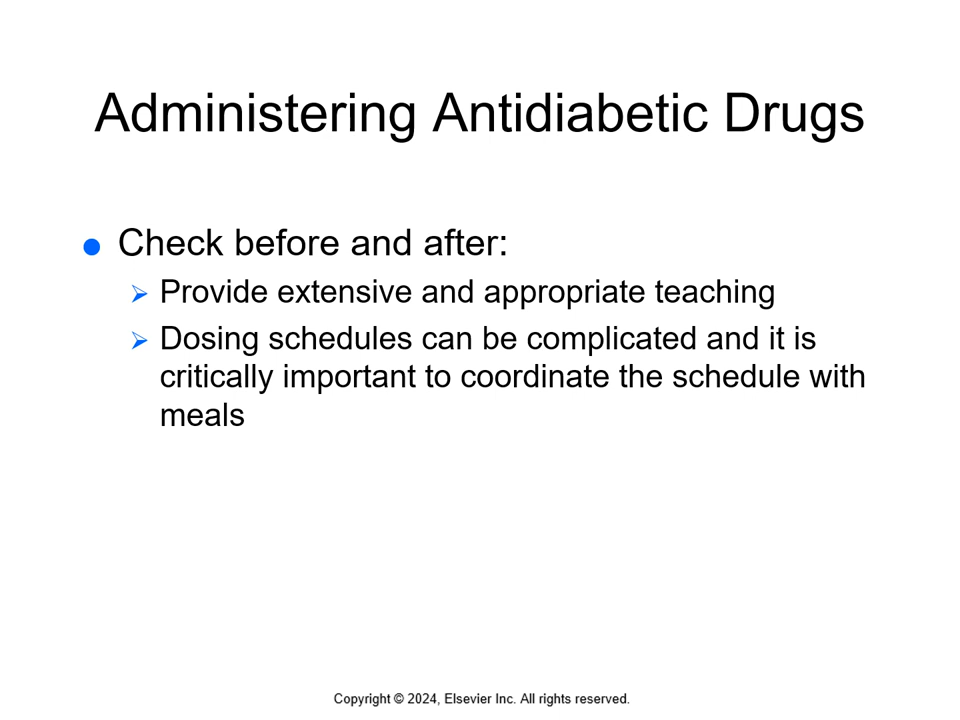 Administering Antidiabetic Drugs
● Check before and after:
➢ Provide extensive and appropriate teaching
➢ Dosing schedules can be complicated and it is
critically important to coordinate the schedule with
meals
Copyright © 2024, Elsevier Inc. All rights reserved.